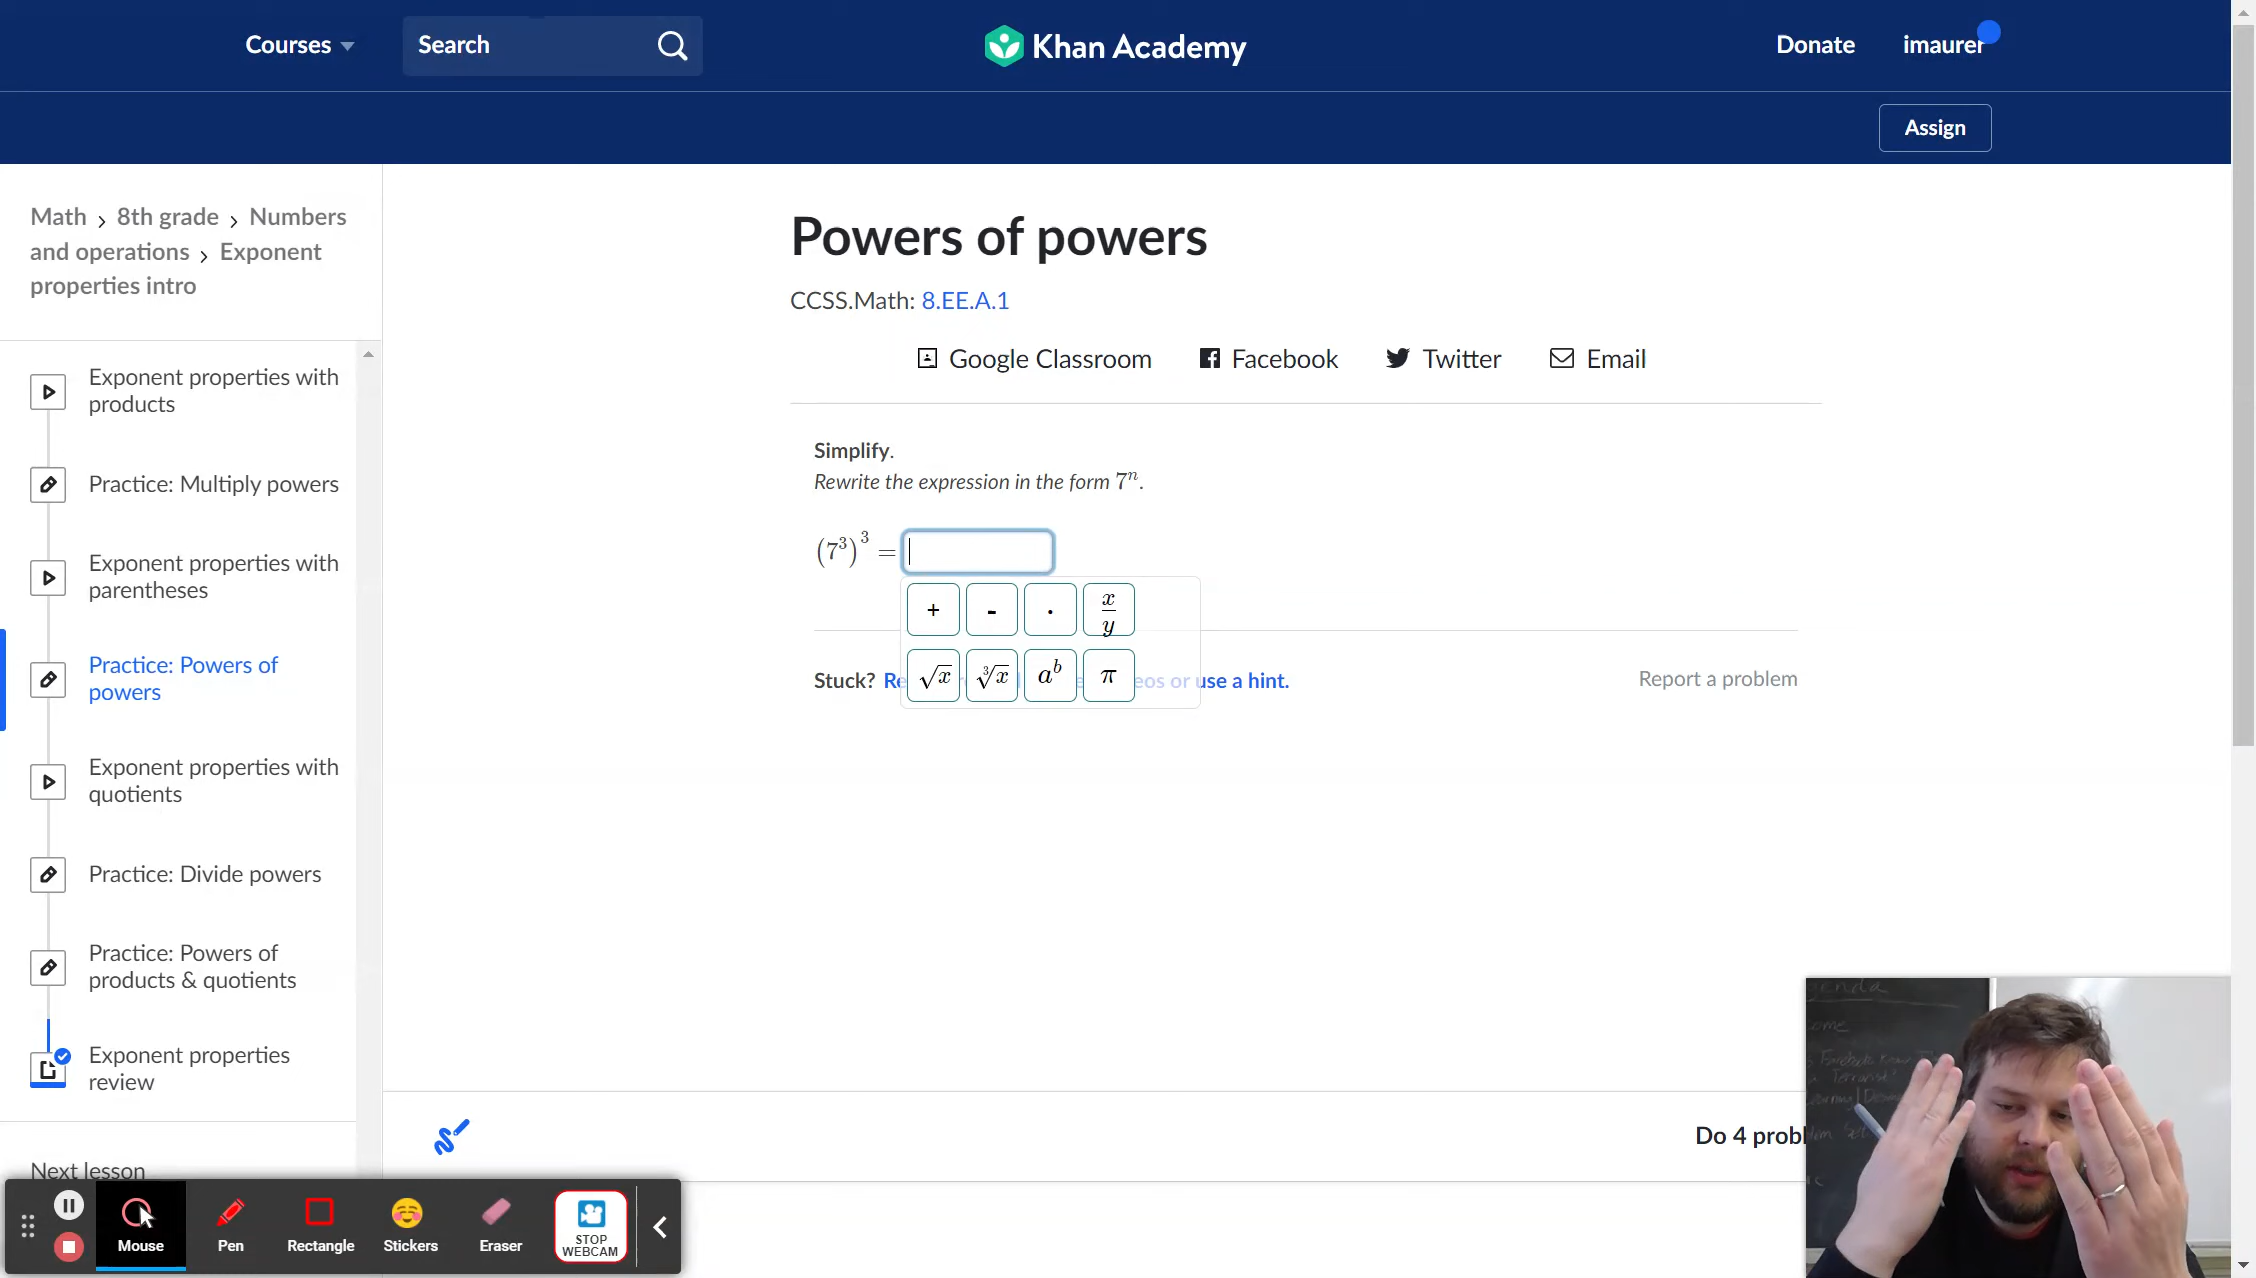 Courses
Search
Khan Academy
Donate
imaurer
Assign
Math > 8th grade > Numbers
and operations > Exponent
properties intro
Exponent properties with
products
Practice: Multiply powers
Exponent properties with
parentheses
Practice: Powers of
powers
Exponent properties with
quotients
Practice: Divide powers
Practice: Powers of
products & quotients
Exponent properties
review
Next lesson
Powers of powers
CCSS.Math: 8.EE.A.1
Google Classroom
Facebook
Twitter
Email
Simplify.
Rewrite the expression in the form 7ⁿ.
(7³)³ =
+ - · x/y
√x ∛x aᵇ π
Stuck? use a hint.
Report a problem
Do 4
Mouse
Pen
Rectangle
Stickers
Eraser
STOP
WEBCAM